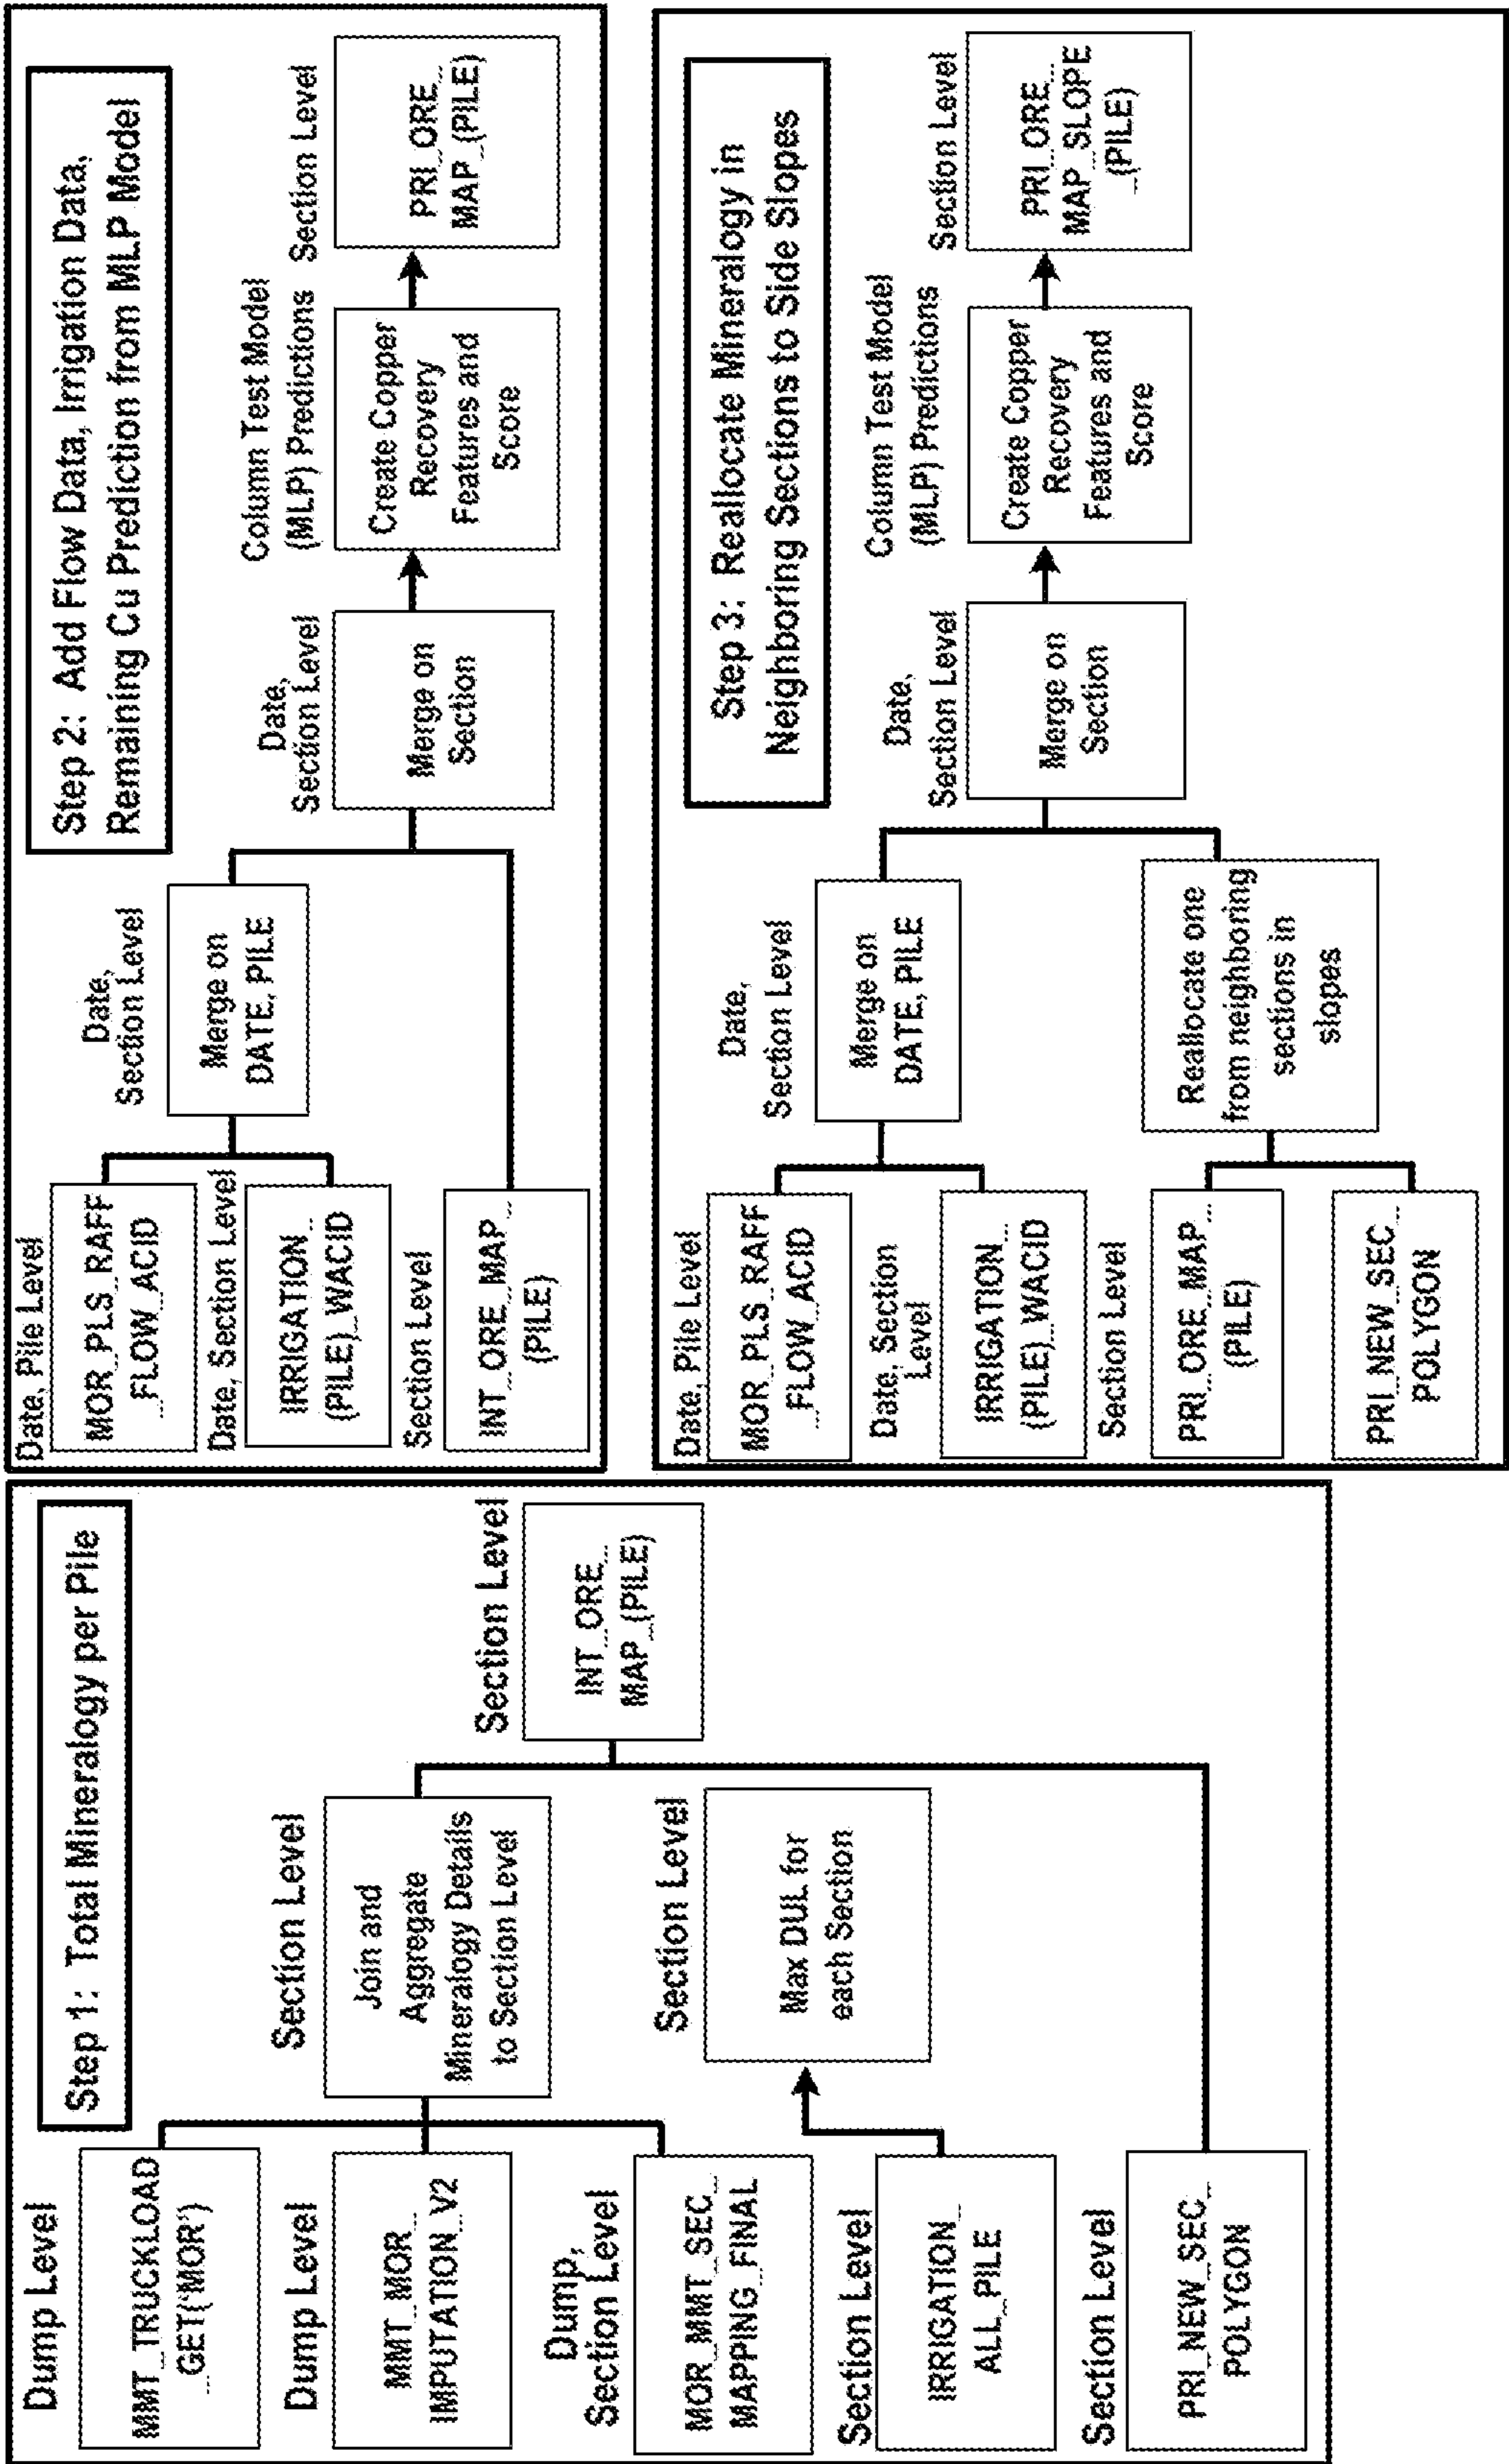 Step 1: Total Mineralogy per Pile
Dump Level
MMT_TRUCKLOAD
_GET('MOR')
Dump Level
MMT_MOR_
IMPUTATION_V2
Dump,
Section Level
MOR_MMT_SEC_
MAPPING_FINAL
Section Level
IRRIGATION_
ALL_PILE
Section Level
PRI_NEW_SEC_
POLYGON
Section Level
Join and
Aggregate
Mineralogy Details
to Section Level
Section Level
Max DUL for
each Section
Section Level
INT_ORE_
MAP_(PILE)
Step 2: Add Flow Data, Irrigation Data,
Remaining Cu Prediction from MLP Model
Date, Pile Level
MOR_PLS_RAFF
_FLOW_ACID
Date, Section Level
IRRIGATION_
(PILE)_WACID
Section Level
INT_ORE_MAP_
(PILE)
Date,
Section Level
Merge on
DATE, PILE
Date,
Section Level
Merge on
Section
Column Test Model
(MLP) Predictions
Create Copper
Recovery
Features and
Score
Section Level
PRI_ORE_
MAP_(PILE)
Step 3: Reallocate Mineralogy in
Neighboring Sections to Side Slopes
Date, Pile Level
MOR_PLS_RAFF
_FLOW_ACID
Date, Section
Level
IRRIGATION_
(PILE)_WACID
Section Level
PRI_ORE_MAP_
(PILE)
PRI_NEW_SEC_
POLYGON
Date,
Section Level
Merge on
DATE, PILE
Reallocate one
from neighboring
sections in
slopes
Date,
Section Level
Merge on
Section
Column Test Model
(MLP) Predictions
Create Copper
Recovery
Features and
Score
Section Level
PRI_ORE_
MAP_SLOPE
_(PILE)